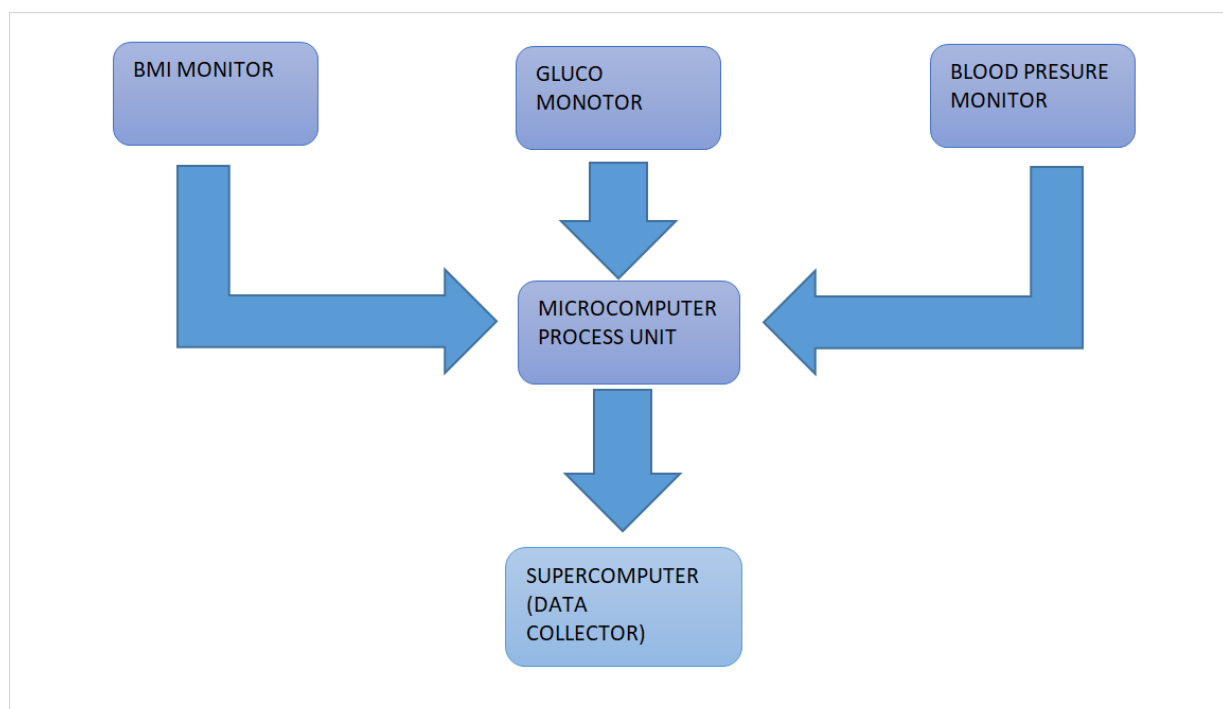 BMI MONITOR
GLUCO
MONOTOR
BLOOD PRESURE
MONITOR
MICROCOMPUTER
PROCESS UNIT
SUPERCOMPUTER
(DATA
COLLECTOR)